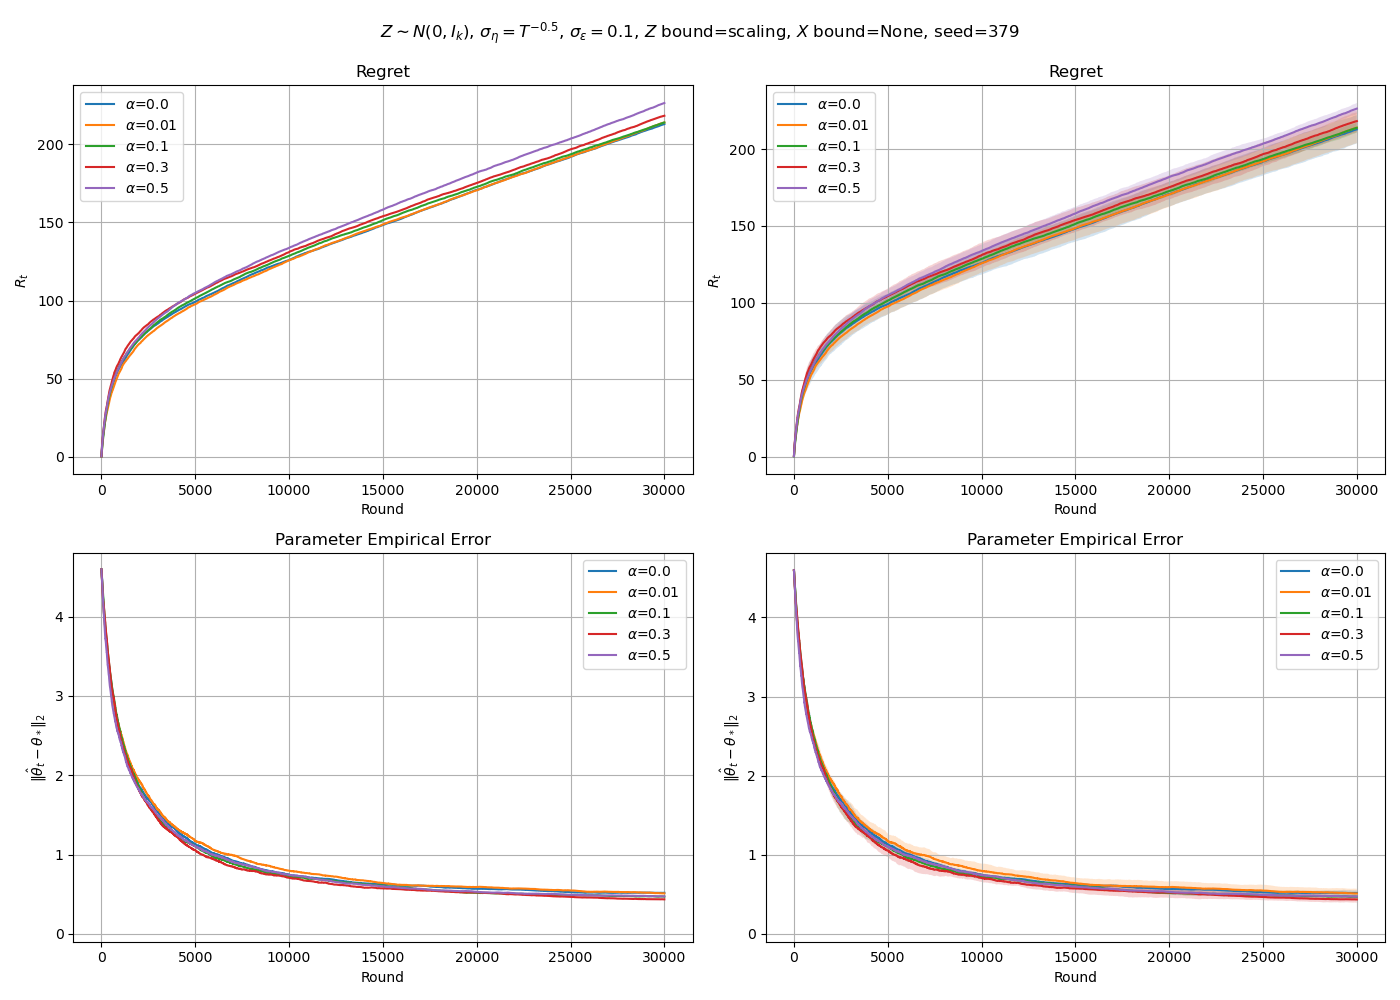 Z ∼ N(0, I_k), σ_η = T^{−0.5}, σ_ε = 0.1, Z bound=scaling, X bound=None, seed=379
Regret
R_t
200
150
100
50
0
α=0.0
α=0.01
α=0.1
α=0.3
α=0.5
0 5000 10000 15000 20000 25000 30000
Round
Regret
R_t
200
150
100
50
0
α=0.0
α=0.01
α=0.1
α=0.3
α=0.5
0 5000 10000 15000 20000 25000 30000
Round
Parameter Empirical Error
‖θ̂_t − θ_*‖_2
4
3
2
1
0
α=0.0
α=0.01
α=0.1
α=0.3
α=0.5
0 5000 10000 15000 20000 25000 30000
Round
Parameter Empirical Error
‖θ̂_t − θ_*‖_2
4
3
2
1
0
α=0.0
α=0.01
α=0.1
α=0.3
α=0.5
0 5000 10000 15000 20000 25000 30000
Round